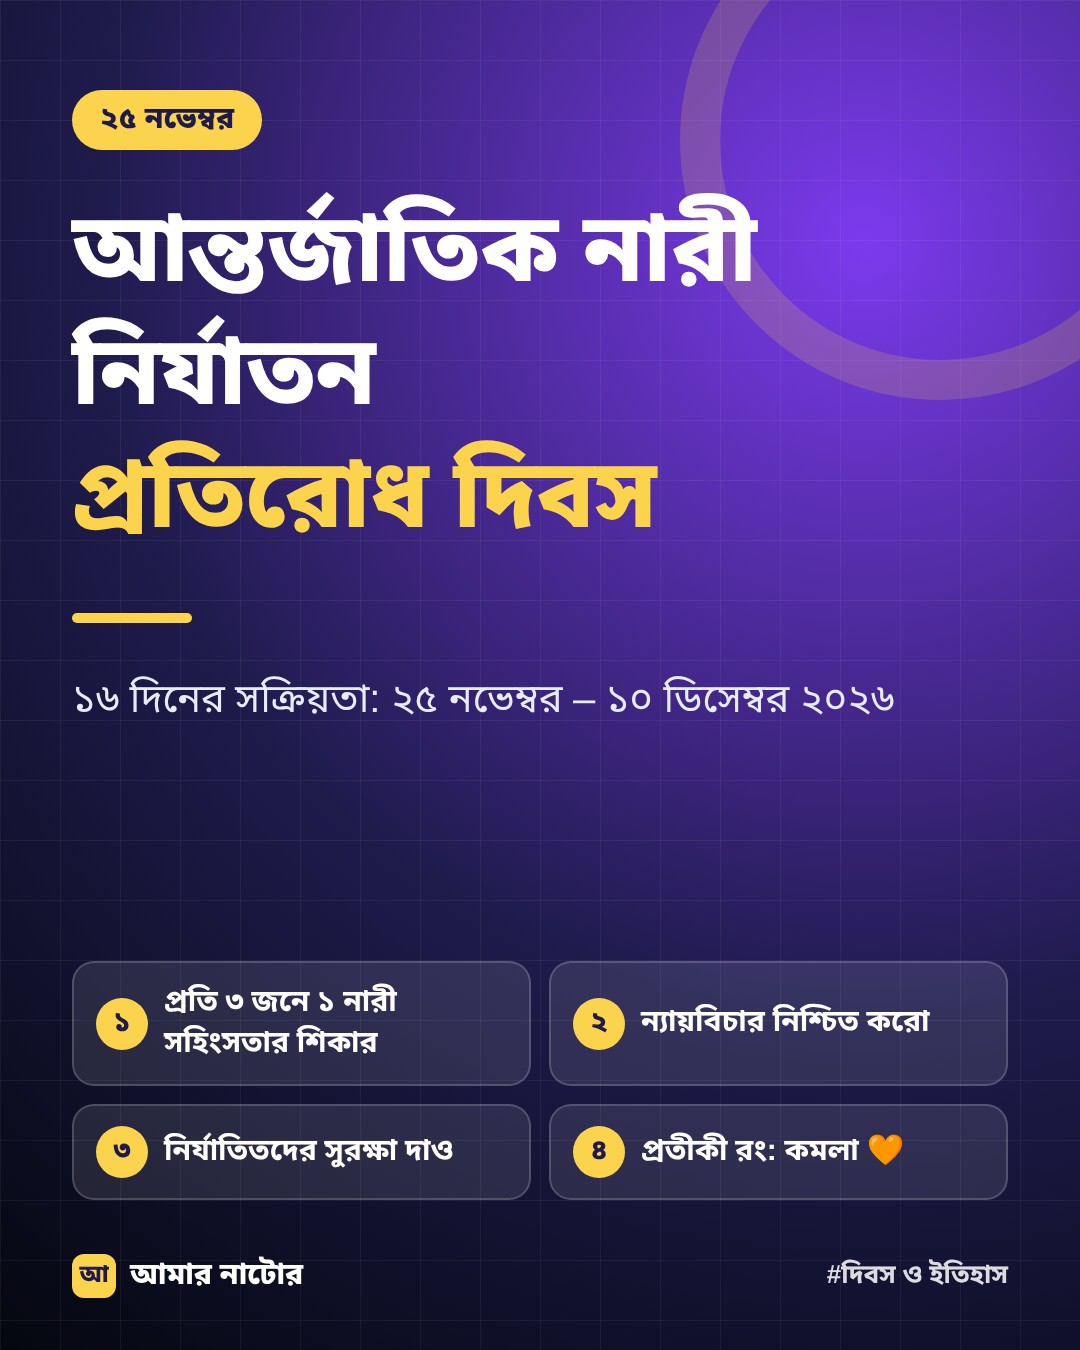 ২৫ নভেম্বর
আন্তর্জাতিক নারী
নির্যাতন
প্রতিরোধ দিবস
১৬ দিনের সক্রিয়তা: ২৫ নভেম্বর – ১০ ডিসেম্বর ২০২৬
১ প্রতি ৩ জনে ১ নারী
সহিংসতার শিকার
২ ন্যায়বিচার নিশ্চিত করো
৩ নির্যাতিতদের সুরক্ষা দাও
৪ প্রতীকী রং: কমলা 🧡
আ আমার নাটোর
#দিবস ও ইতিহাস